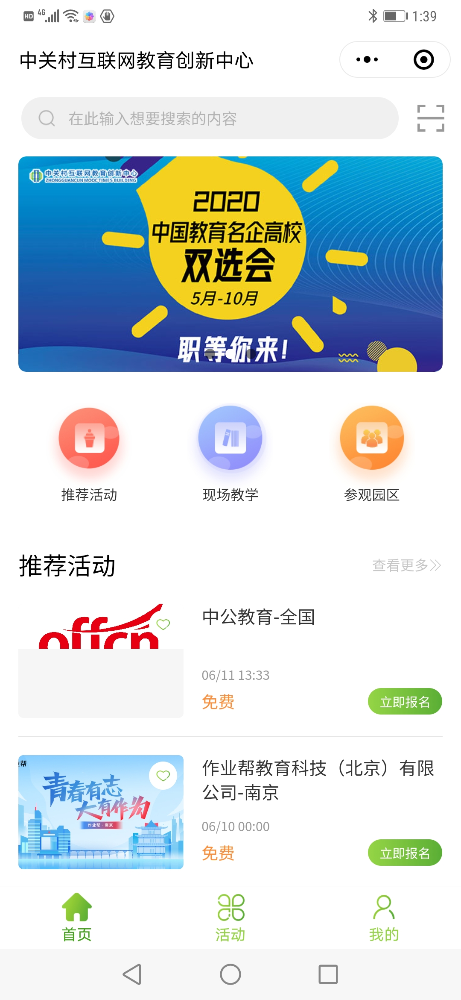 HD 4G 1:39
中关村互联网教育创新中心
在此输入想要搜索的内容
中关村互联网教育创新中心
ZHONGGUANCUN MOOC TIMES BUILDING
2020
中国教育名企高校
双选会
5月-10月
职等你来!
推荐活动
现场教学
参观园区
推荐活动
查看更多
offcn
中公教育-全国
06/11 13:33
免费
立即报名
业帮
青春有志
大有作为
作业帮·南京
作业帮教育科技（北京）有限
公司-南京
06/10 00:00
免费
立即报名
首页
活动
我的